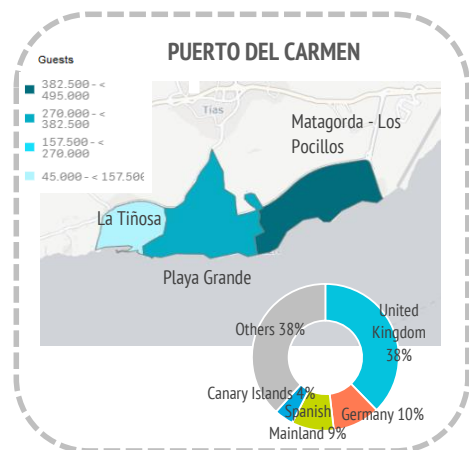 PUERTO DEL CARMEN
Guests
382.500 - <
495.000
270.000 - <
382.500
157.500 - <
270.000
45.000 - < 157.500
Tías
Matagorda - Los
Pocillos
La Tiñosa
Playa Grande
United
Kingdom
38%
Others 38%
Canary Islands 4%
Spanish
Mainland 9%
Germany 10%